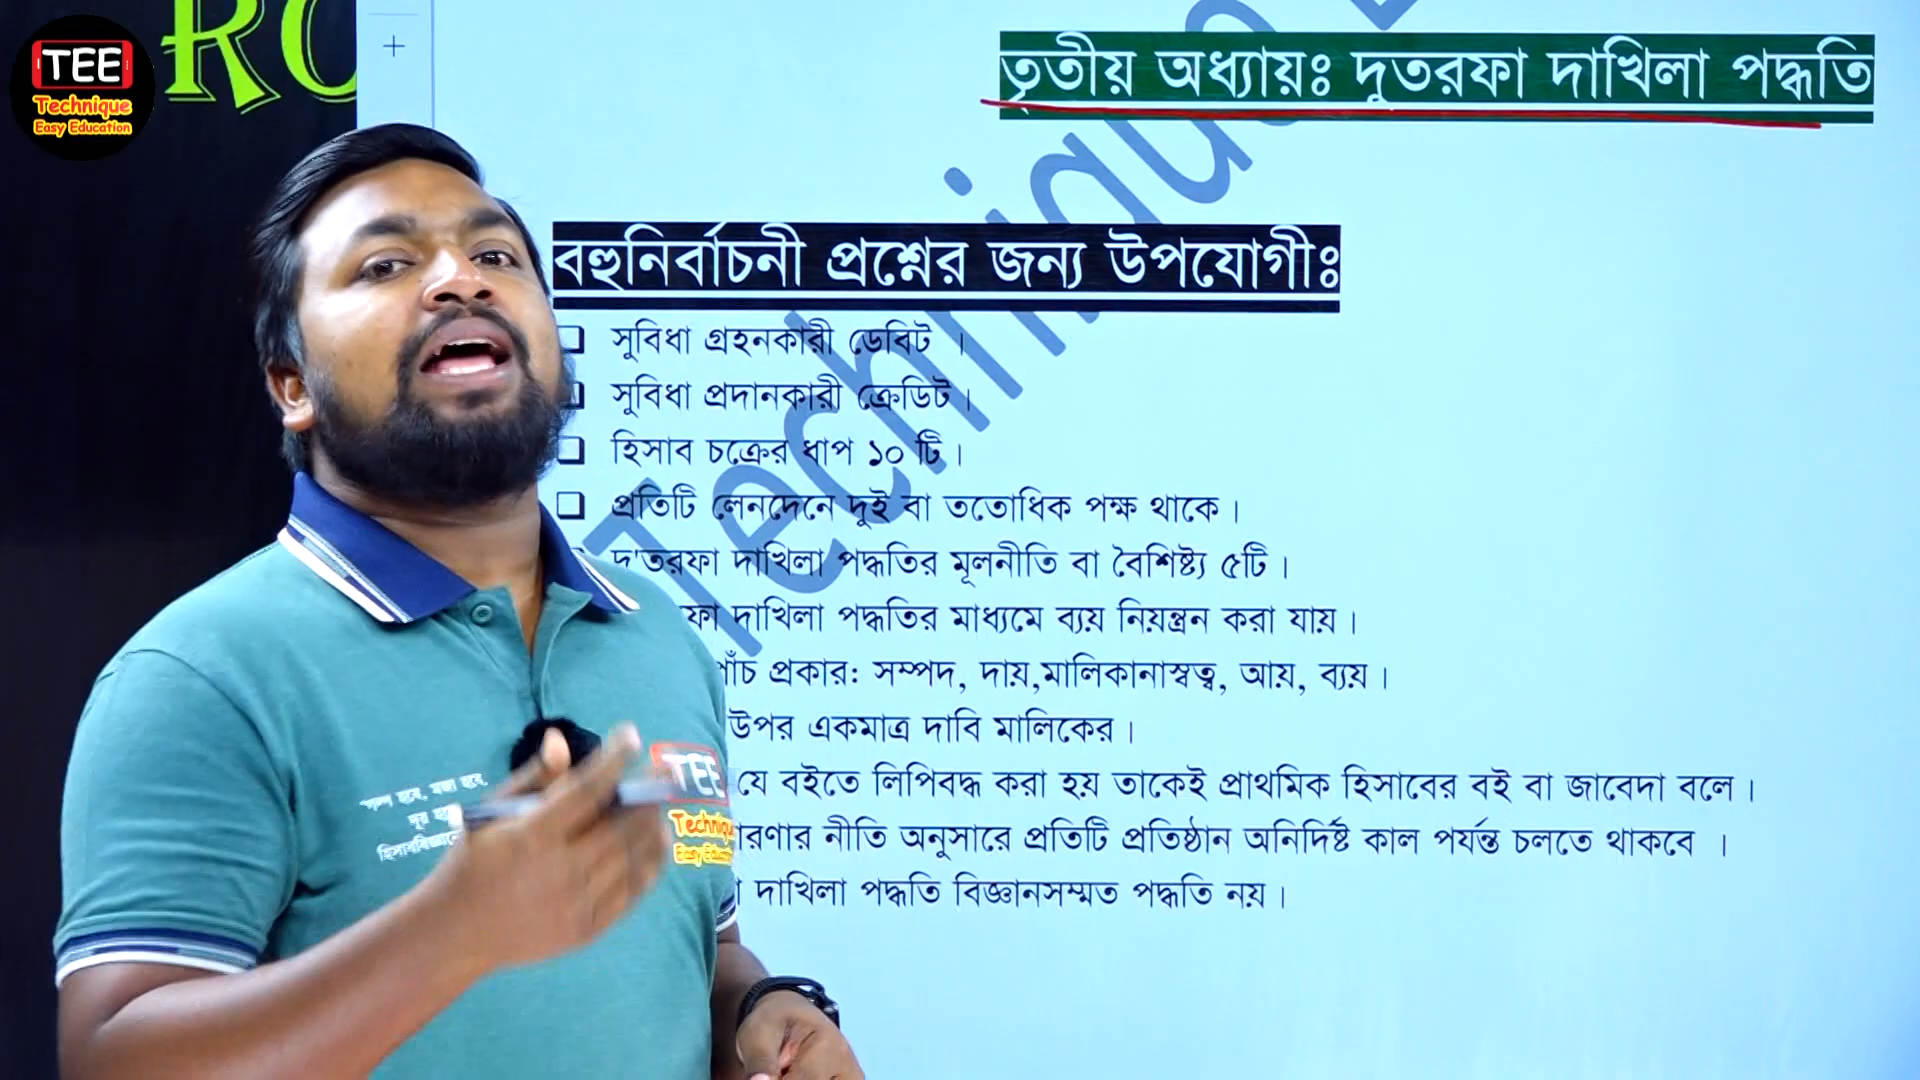 TEE
Technique
Easy Education
তৃতীয় অধ্যায়ঃ দুতরফা দাখিলা পদ্ধতি
বহুনির্বাচনী প্রশ্নের জন্য উপযোগীঃ
সুবিধা গ্রহনকারী ডেবিট ।
সুবিধা প্রদানকারী ক্রেডিট ।
হিসাব চক্রের ধাপ ১০ টি ।
প্রতিটি লেনদেনে দুই বা ততোধিক পক্ষ থাকে ।
দ'তরফা দাখিলা পদ্ধতির মূলনীতি বা বৈশিষ্ট্য ৫টি ।
দাখিলা পদ্ধতির মাধ্যমে ব্যয় নিয়ন্ত্রন করা যায় ।
প্রকার: সম্পদ, দায়,মালিকানাস্বত্ব, আয়, ব্যয় ।
উপর একমাত্র দাবি মালিকের ।
যে বইতে লিপিবদ্ধ করা হয় তাকেই প্রাথমিক হিসাবের বই বা জাবেদা বলে ।
নীতি অনুসারে প্রতিটি প্রতিষ্ঠান অনির্দিষ্ট কাল পর্যন্ত চলতে থাকবে ।
দাখিলা পদ্ধতি বিজ্ঞানসম্মত পদ্ধতি নয় ।
Technique
TEE